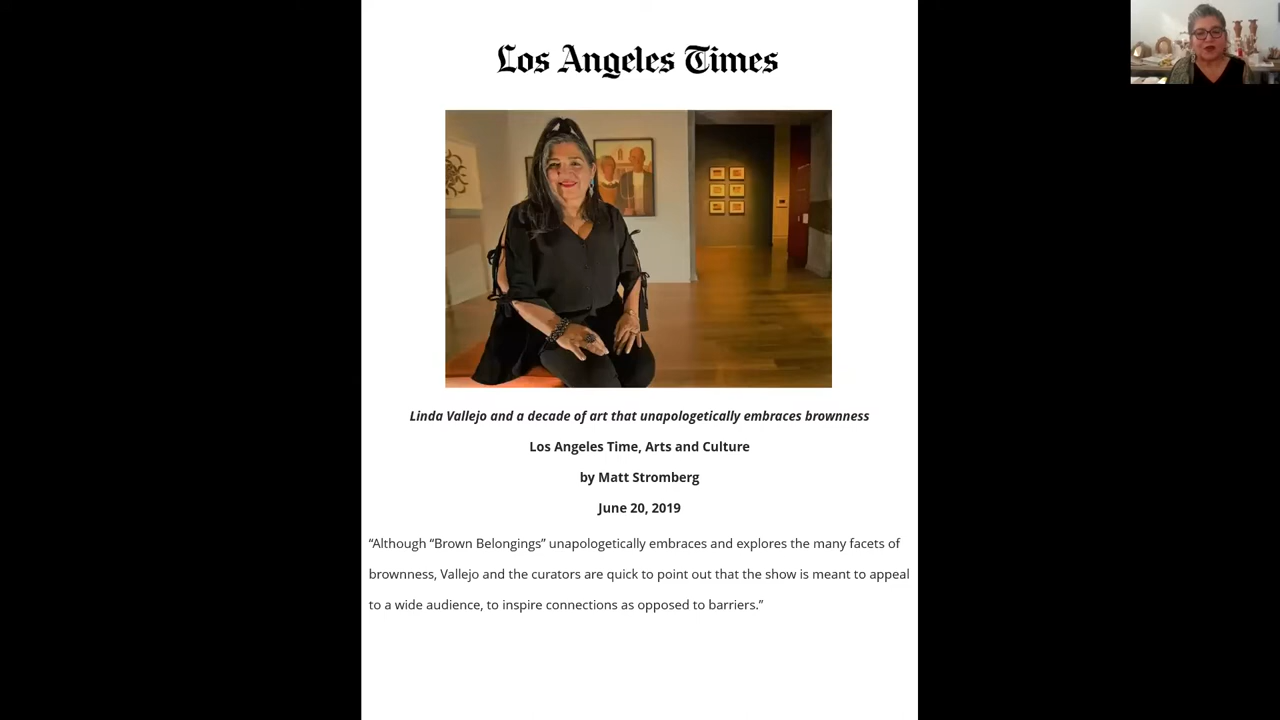 Los Angeles Times
Linda Vallejo and a decade of art that unapologetically embraces brownness
Los Angeles Time, Arts and Culture
by Matt Stromberg
June 20, 2019
“Although “Brown Belongings” unapologetically embraces and explores the many facets of
brownness, Vallejo and the curators are quick to point out that the show is meant to appeal
to a wide audience, to inspire connections as opposed to barriers.”